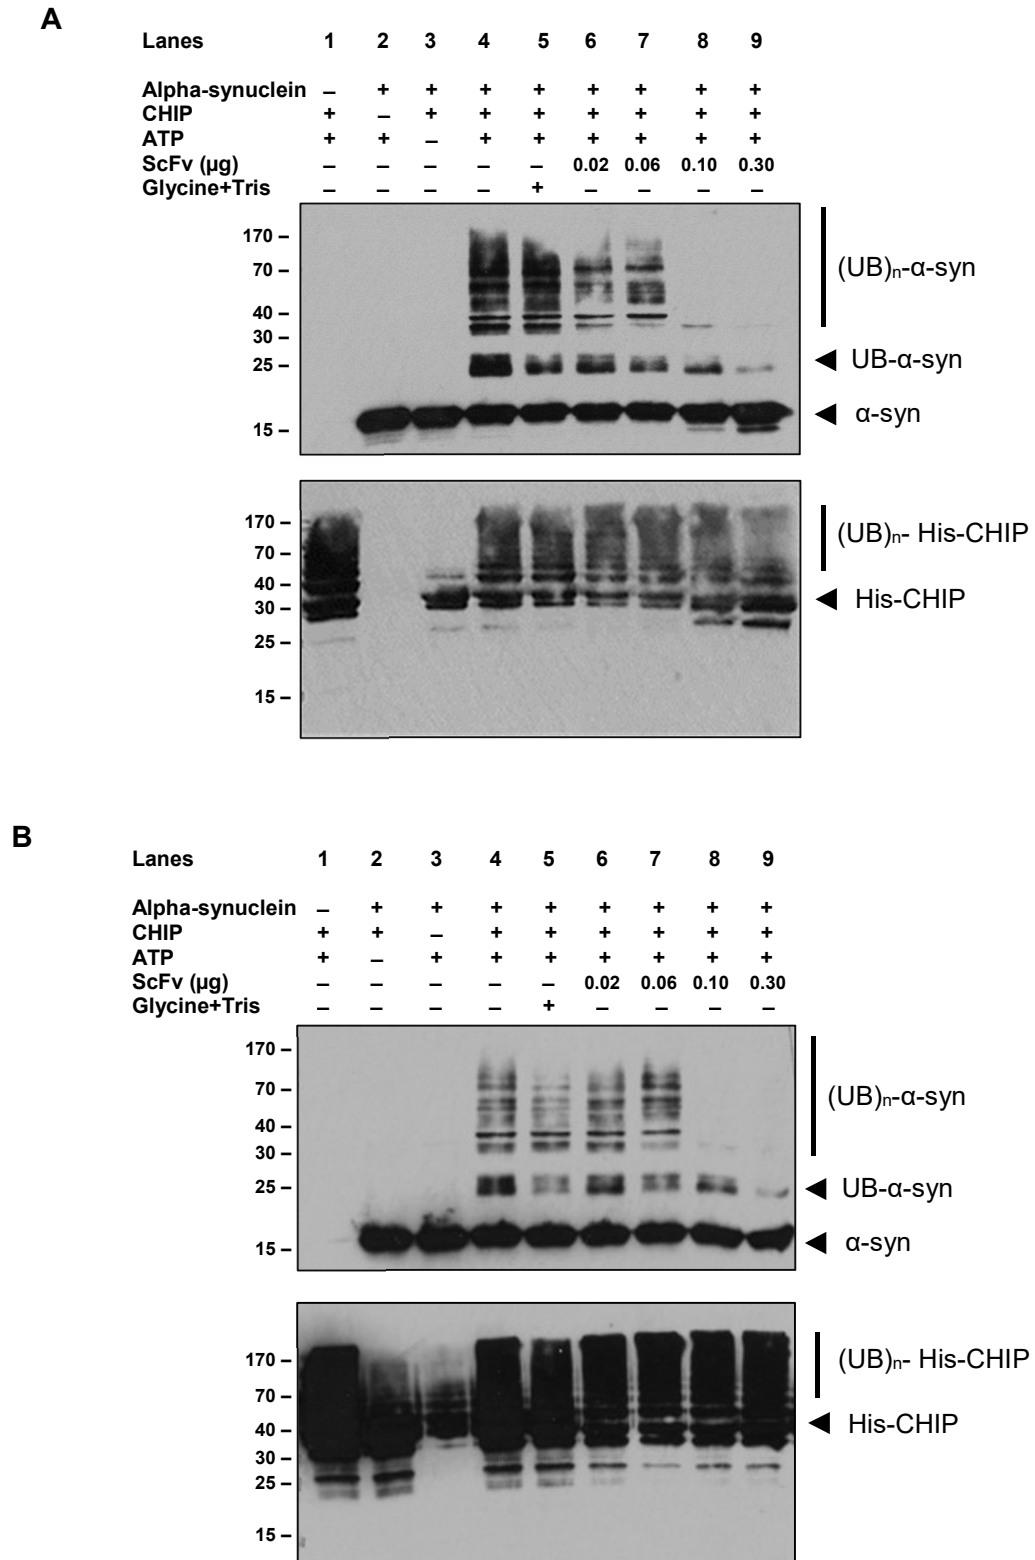 A
Lanes 1 2 3 4 5 6 7 8 9
Alpha-synuclein – + + + + + + + +
CHIP + – + + + + + + +
ATP + + – + + + + + +
ScFv (µg) – – – – – 0.02 0.06 0.10 0.30
Glycine+Tris – – – – + – – – –
170 –
70 –
(UB)n-α-syn
40 –
30 –
25 –
UB-α-syn
α-syn
15 –
170 –
(UB)n- His-CHIP
70 –
40 –
His-CHIP
30 –
25 –
15 –
B
Lanes 1 2 3 4 5 6 7 8 9
Alpha-synuclein – + + + + + + + +
CHIP + + – + + + + + +
ATP + – + + + + + + +
ScFv (µg) – – – – – 0.02 0.06 0.10 0.30
Glycine+Tris – – – – + – – – –
170 –
70 –
(UB)n-α-syn
40 –
30 –
25 –
UB-α-syn
α-syn
15 –
170 –
(UB)n- His-CHIP
70 –
His-CHIP
40 –
30 –
25 –
15 –